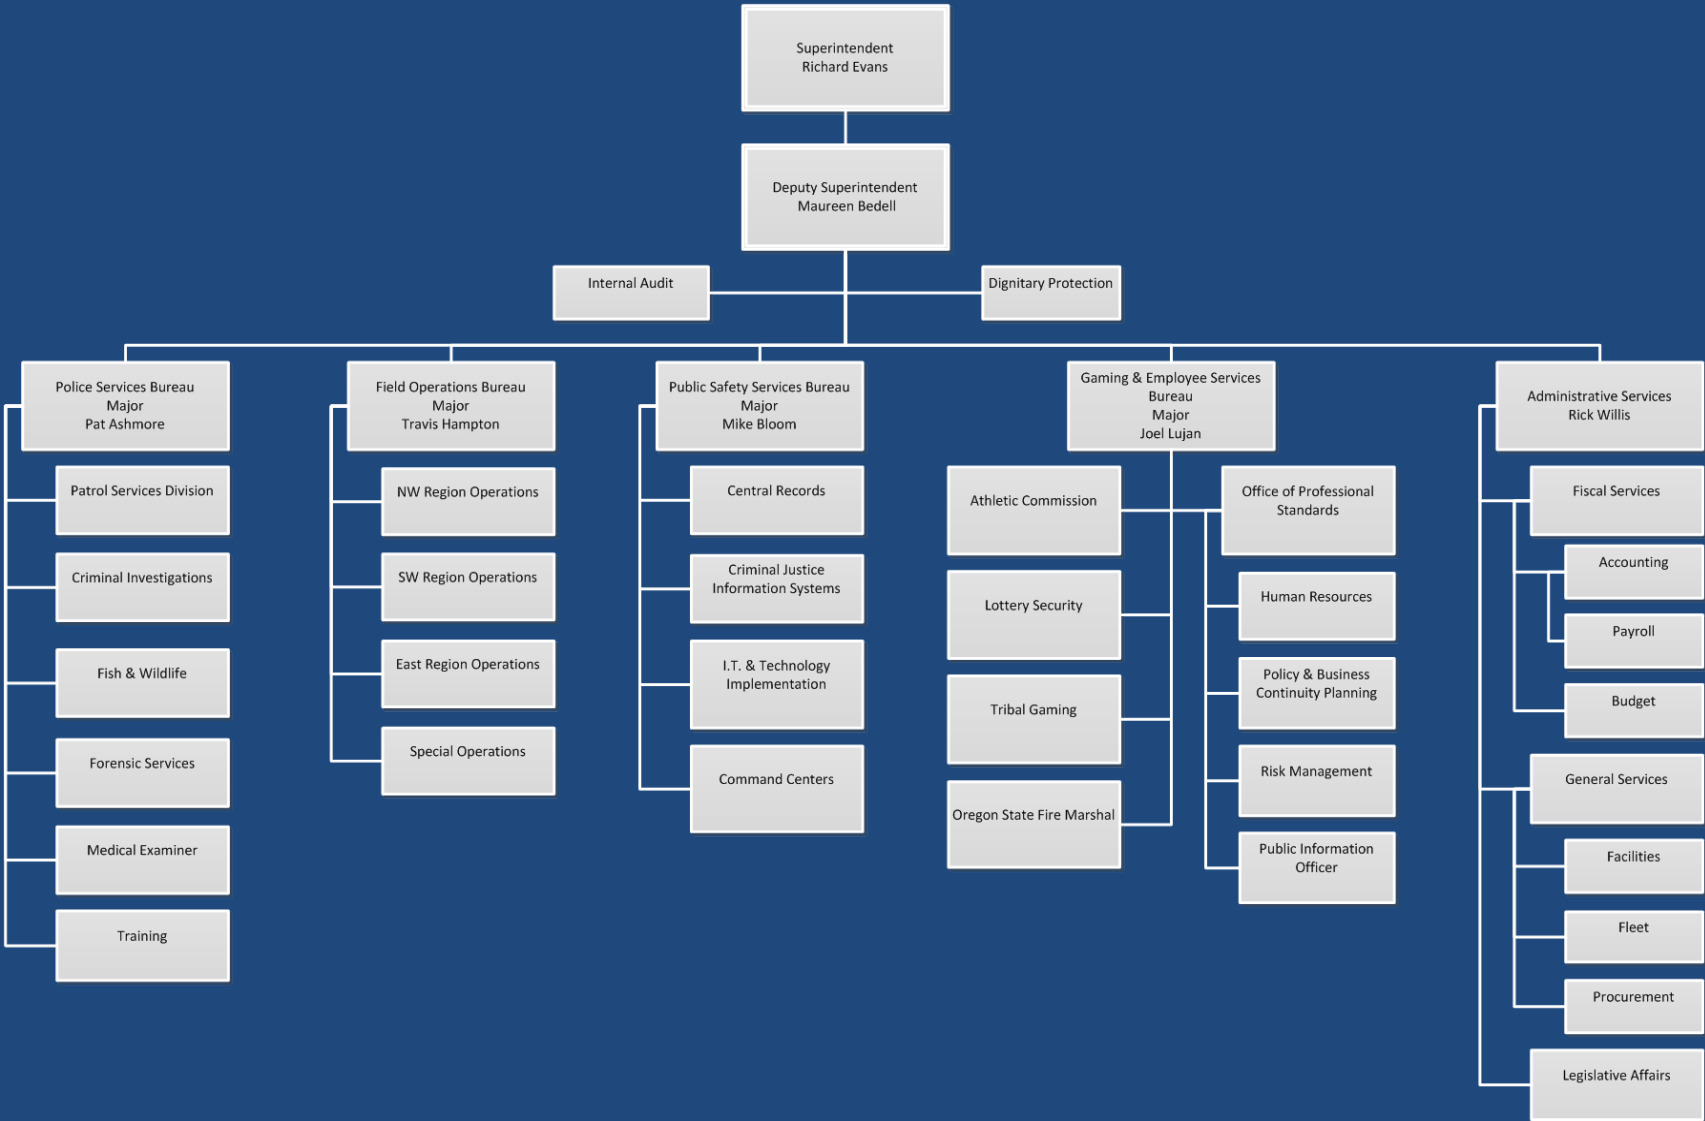 Superintendent
Richard Evans
Deputy Superintendent
Maureen Bedell
Internal Audit
Dignitary Protection
Police Services Bureau
Major
Pat Ashmore
Patrol Services Division
Criminal Investigations
Fish & Wildlife
Forensic Services
Medical Examiner
Training
Field Operations Bureau
Major
Travis Hampton
NW Region Operations
SW Region Operations
East Region Operations
Special Operations
Public Safety Services Bureau
Major
Mike Bloom
Central Records
Criminal Justice
Information Systems
I.T. & Technology
Implementation
Command Centers
Gaming & Employee Services
Bureau
Major
Joel Lujan
Athletic Commission
Lottery Security
Tribal Gaming
Oregon State Fire Marshal
Office of Professional
Standards
Human Resources
Policy & Business
Continuity Planning
Risk Management
Public Information
Officer
Administrative Services
Rick Willis
Fiscal Services
Accounting
Payroll
Budget
General Services
Facilities
Fleet
Procurement
Legislative Affairs